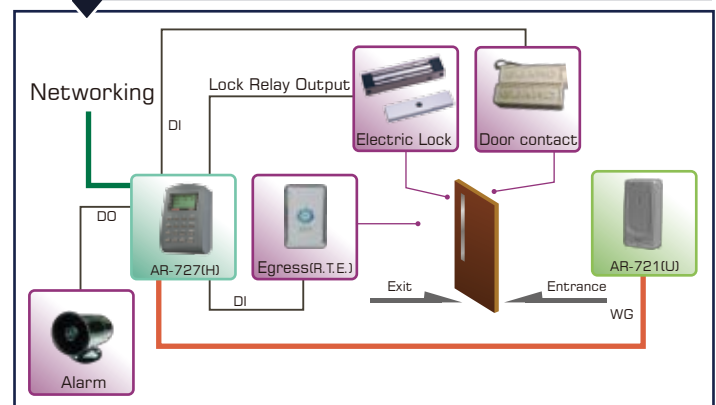 Networking
Lock Relay Output
DI
Electric Lock
Door contact
DO
AR-727(H)
Egress(R.T.E.)
AR-721(U)
DI
Exit
Entrance
WG
Alarm